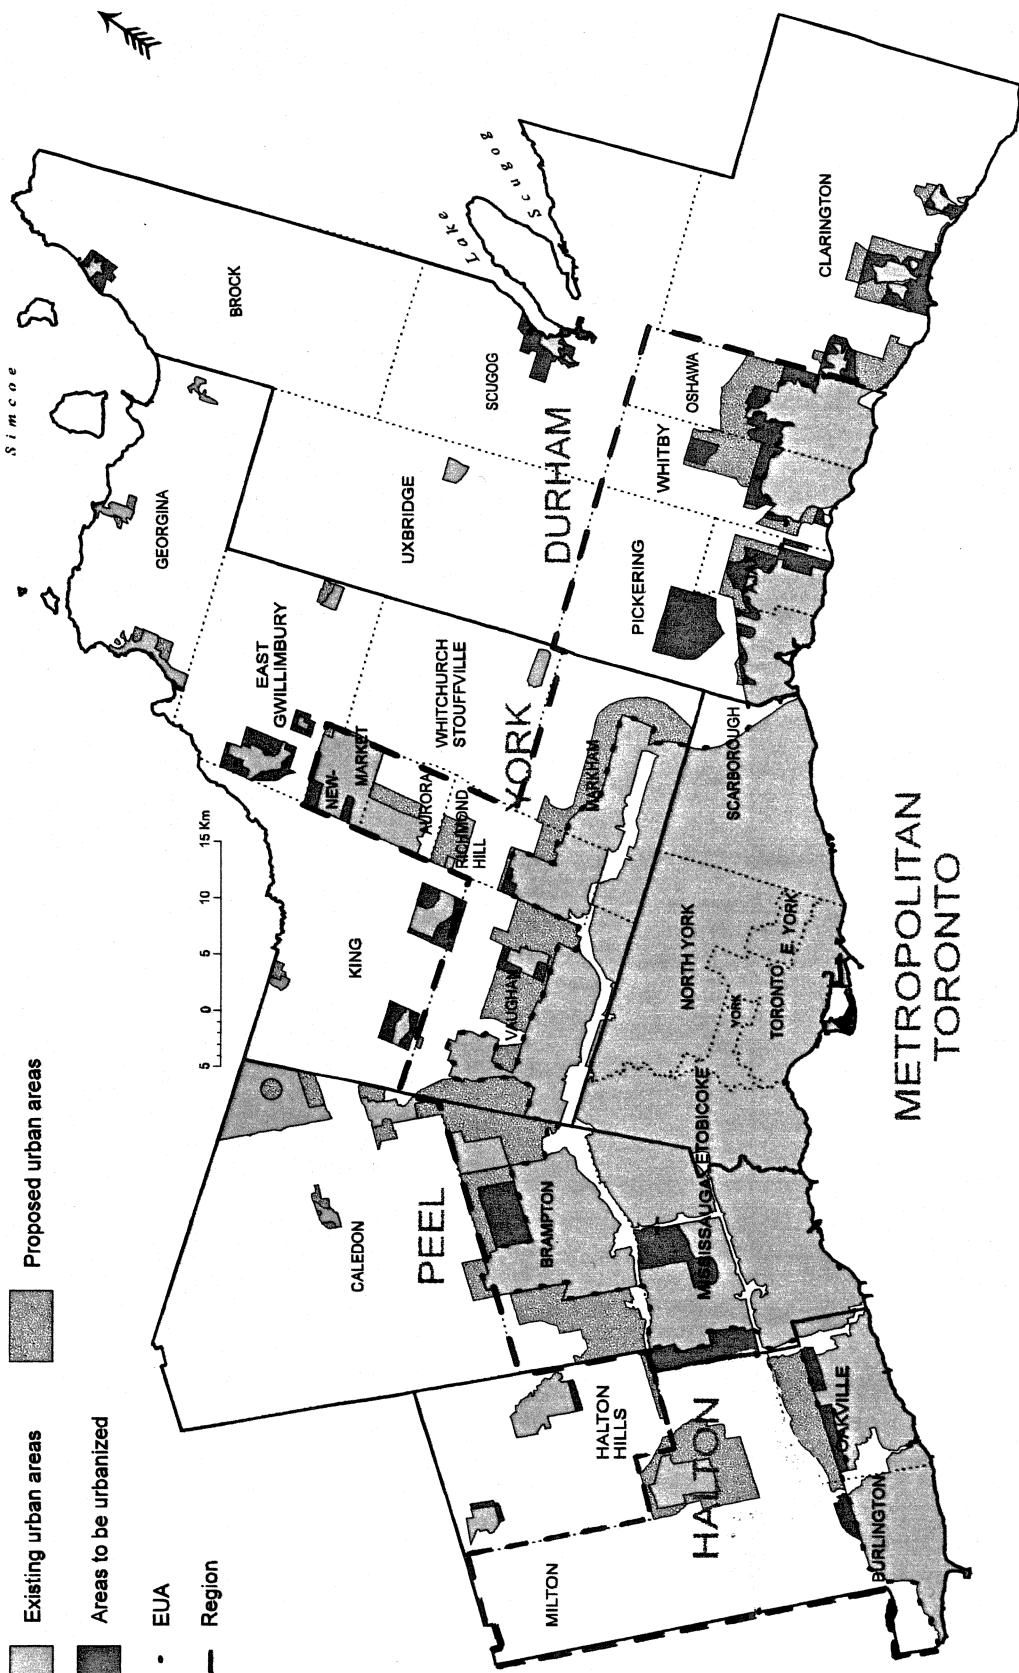 Existing urban areas
Proposed urban areas
Areas to be urbanized
EUA
Region
5 0 5 10 15 Km
Simcoe
Lake
Scugog
BROCK
GEORGINA
SCUGOG
UXBRIDGE
DURHAM
CLARINGTON
OSHAWA
WHITBY
PICKERING
AJAX
EAST
GWILLIMBURY
WHITCHURCH
STOUFFVILLE
NEW-
MARKET
AURORA
RICHMOND
HILL
YORK
MARKHAM
KING
VAUGHAN
SCARBOROUGH
NORTH YORK
YORK
E. YORK
TORONTO
ETOBICOKE
METROPOLITAN
TORONTO
CALEDON
PEEL
BRAMPTON
MISSISSAUGA
HALTON
HILLS
HALTON
OAKVILLE
MILTON
BURLINGTON